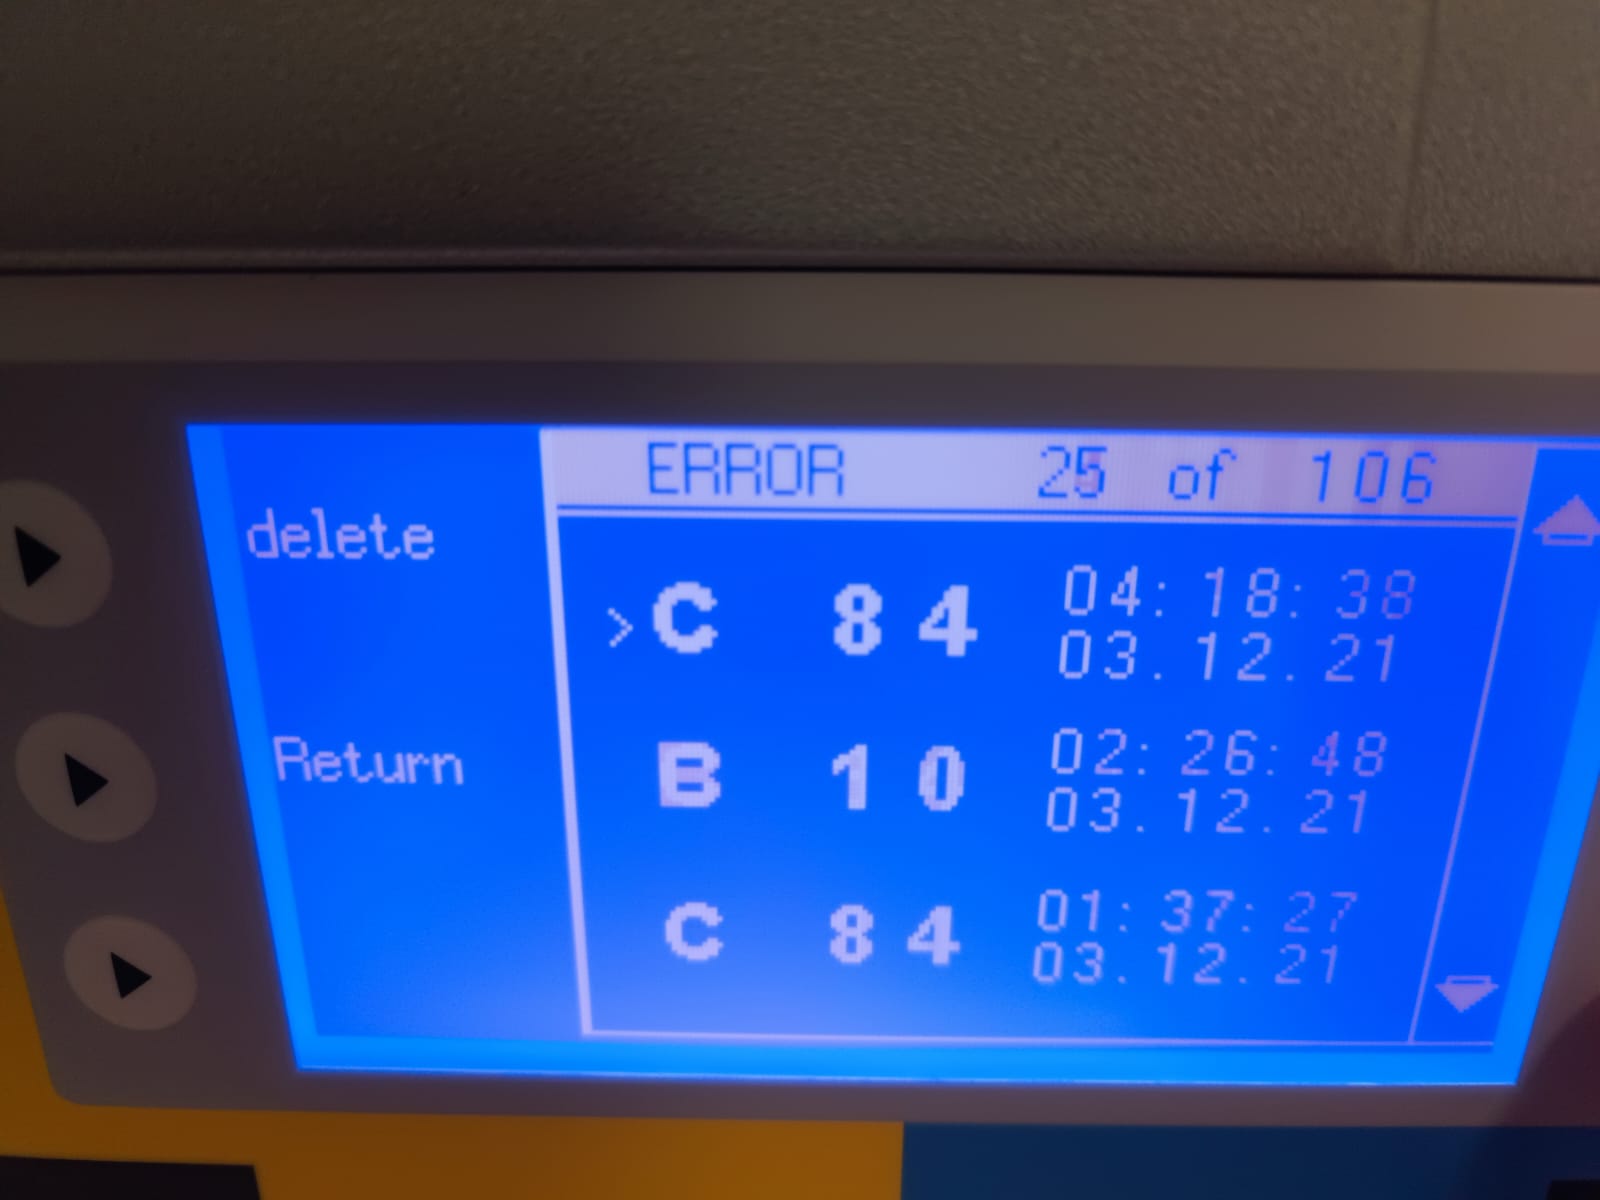 ERROR 25 of 106
delete
>C 84 04:18:38
03.12.21
Return
B 10 02:26:48
03.12.21
C 84 01:37:27
03.12.21